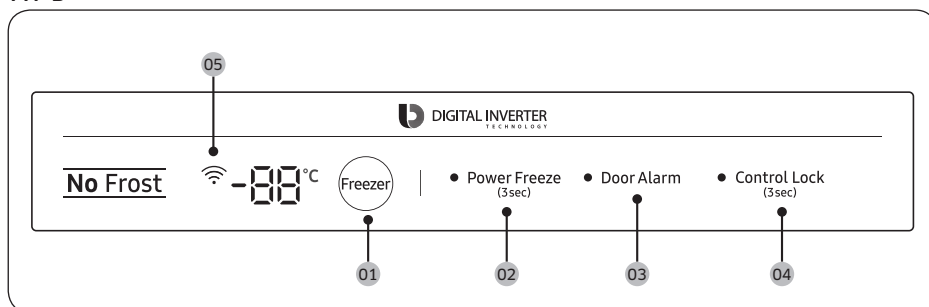 05
DIGITAL INVERTER
TECHNOLOGY
No Frost
-88°C
Freezer
Power Freeze
(3sec)
Door Alarm
Control Lock
(3sec)
01
02
03
04